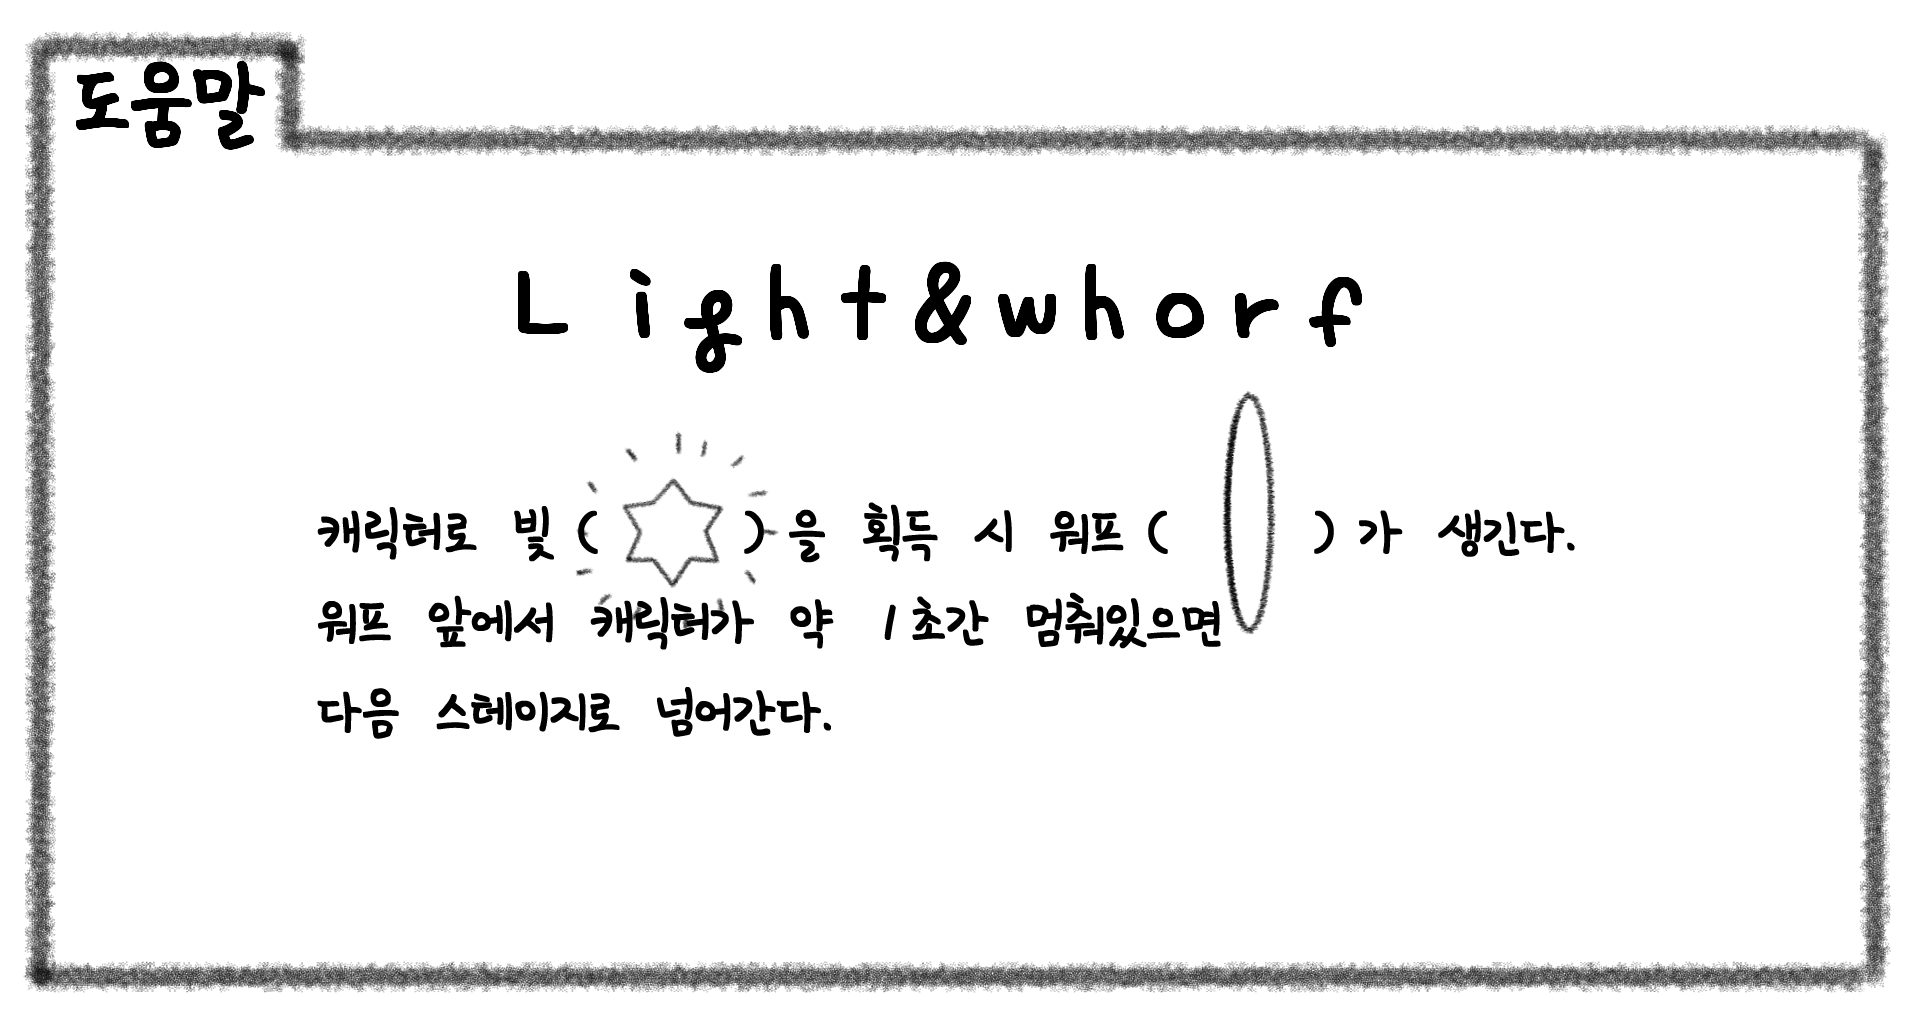 도움말
Light&whorf
캐릭터로 빛( )을 획득 시 워프( )가 생긴다.
워프 앞에서 캐릭터가 약 1초간 멈춰있으면
다음 스테이지로 넘어간다.